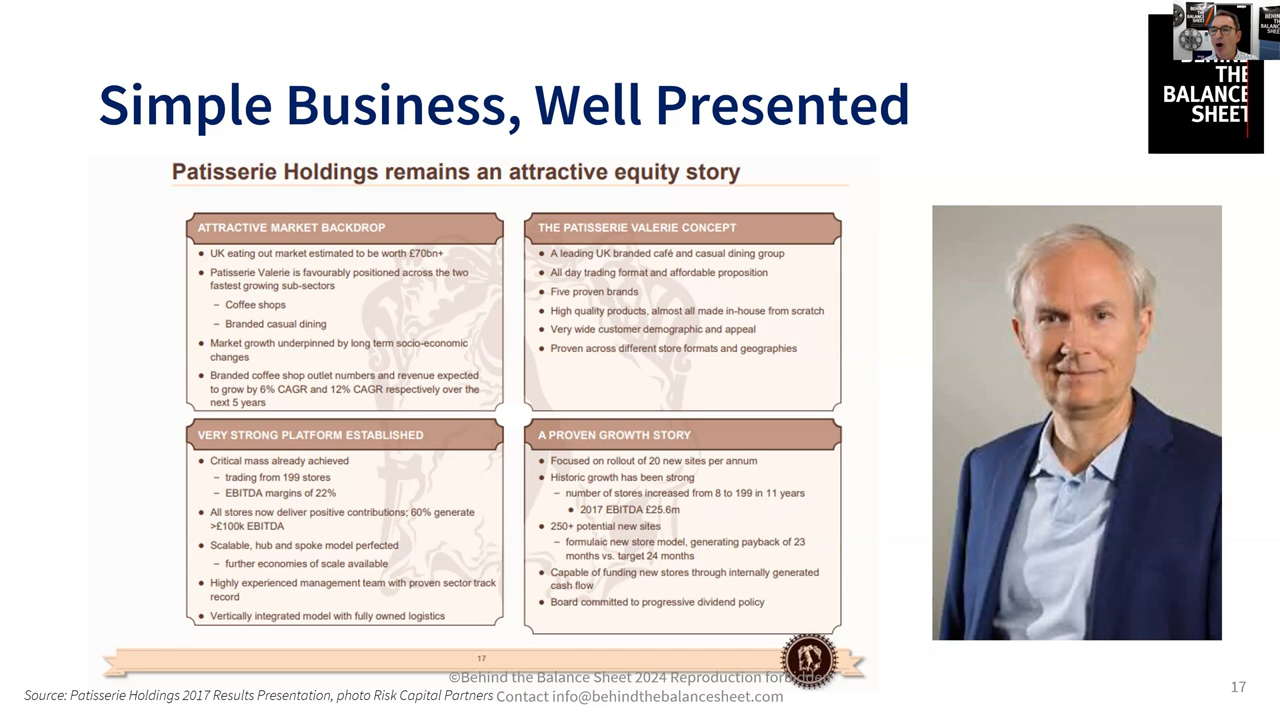 BEHIND
THE
BALANCE
SHEET
Simple Business, Well Presented
Patisserie Holdings remains an attractive equity story
ATTRACTIVE MARKET BACKDROP
● UK eating out market estimated to be worth £70bn+
● Patisserie Valerie is favourably positioned across the two
fastest growing sub-sectors
– Coffee shops
– Branded casual dining
● Market growth underpinned by long term socio-economic
changes
● Branded coffee shop outlet numbers and revenue expected
to grow by 6% CAGR and 12% CAGR respectively over the
next 5 years
THE PATISSERIE VALERIE CONCEPT
● A leading UK branded café and casual dining group
● All day trading format and affordable proposition
● Five proven brands
● High quality products, almost all made in-house from scratch
● Very wide customer demographic and appeal
● Proven across different store formats and geographies
VERY STRONG PLATFORM ESTABLISHED
● Critical mass already achieved
– trading from 199 stores
– EBITDA margins of 22%
● All stores now deliver positive contributions; 60% generate
>£100k EBITDA
● Scalable, hub and spoke model perfected
– further economies of scale available
● Highly experienced management team with proven sector track
record
● Vertically integrated model with fully owned logistics
A PROVEN GROWTH STORY
● Focused on rollout of 20 new sites per annum
● Historic growth has been strong
– number of stores increased from 8 to 199 in 11 years
● 2017 EBITDA £25.6m
● 250+ potential new sites
– formulaic new store model, generating payback of 23
months vs. target 24 months
● Capable of funding new stores through internally generated
cash flow
● Board committed to progressive dividend policy
17
©Behind the Balance Sheet 2024 Reproduction forbidden
Source: Patisserie Holdings 2017 Results Presentation, photo Risk Capital Partners
Contact info@behindthebalancesheet.com
17